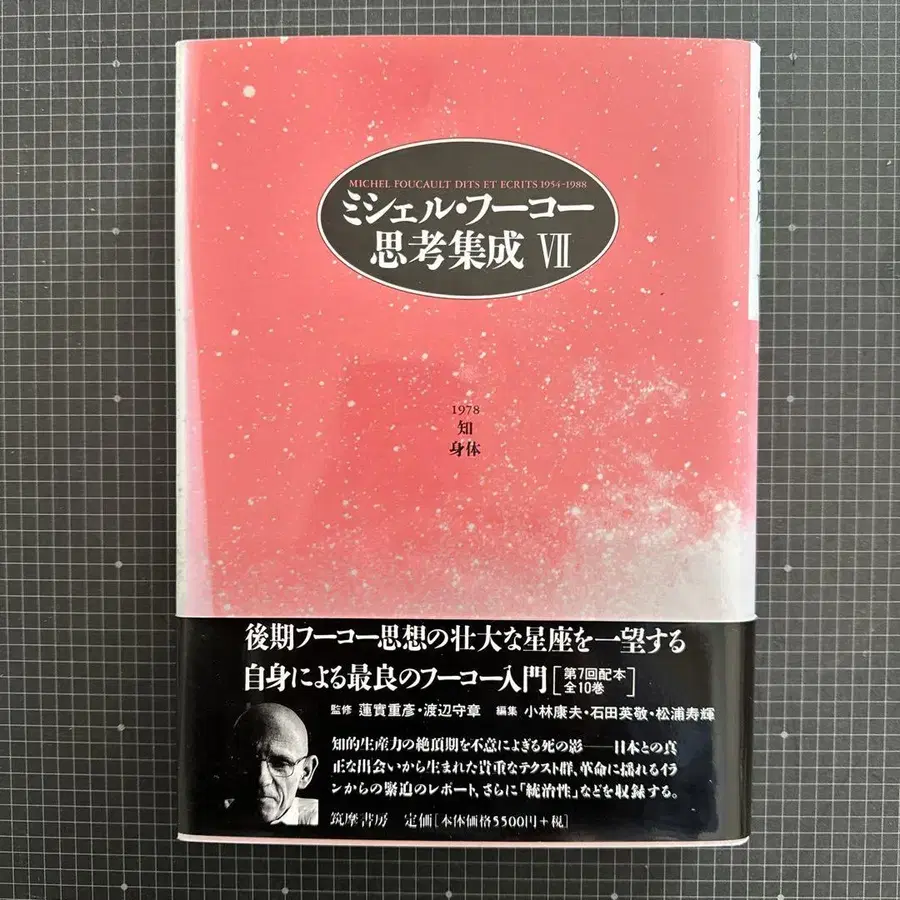 MICHEL FOUCAULT DITS ET ECRITS 1954-1988
ミシェル・フーコー
思考集成 Ⅶ
1978
知
身体
後期フーコー思想の壮大な星座を一望する
自身による最良のフーコー入門[第7回配本 全10巻]
監修 蓮實重彦・渡辺守章 編集 小林康夫・石田英敬・松浦寿輝
知的生産力の絶頂期を不意によぎる死の影──日本との真
正な出会いから生まれた貴重なテクスト群、革命に揺れるイラ
ンからの緊迫のレポート、さらに「統治性」などを収録する。
筑摩書房 定価[本体価格5500円+税]